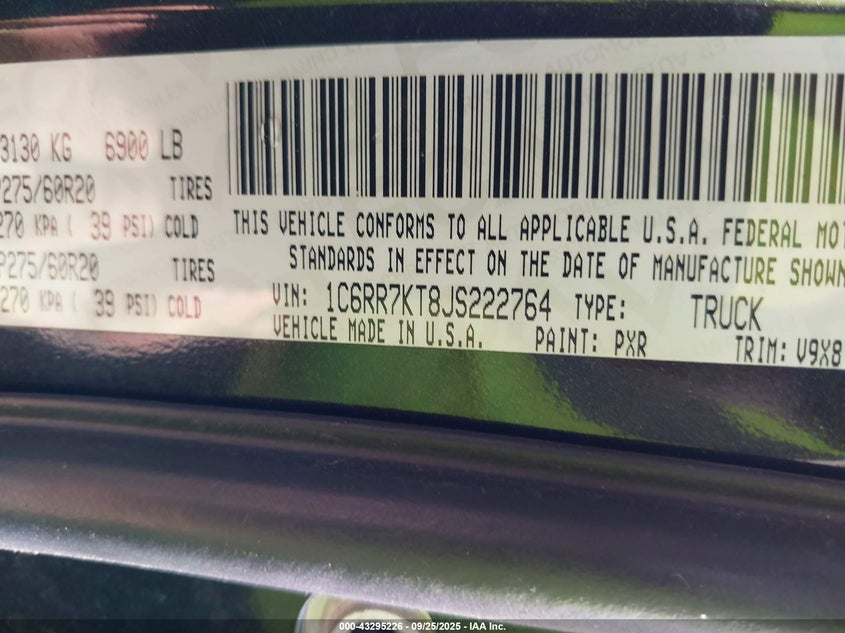 3130 KG 6900 LB
P275/60R20 TIRES
270 KPA ( 39 PSI) COLD
P275/60R20 TIRES
270 KPA ( 39 PSI) COLD
THIS VEHICLE CONFORMS TO ALL APPLICABLE U.S.A. FEDERAL MOT
STANDARDS IN EFFECT ON THE DATE OF MANUFACTURE SHOWN
VIN: 1C6RR7KT8JS222764 TYPE: TRUCK
VEHICLE MADE IN U.S.A. PAINT: PXR TRIM: V9X8
000-43295226 - 09/25/2025 - IAA Inc.